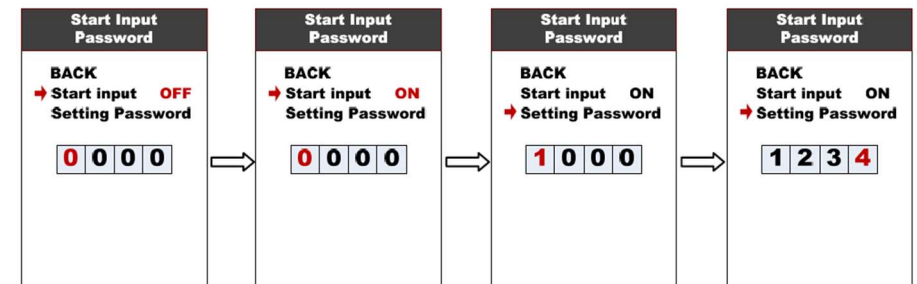 Start Input
Password
BACK
Start input OFF
Setting Password
0 0 0 0
Start Input
Password
BACK
Start input ON
Setting Password
0 0 0 0
Start Input
Password
BACK
Start input ON
Setting Password
1 0 0 0
Start Input
Password
BACK
Start input ON
Setting Password
1 2 3 4